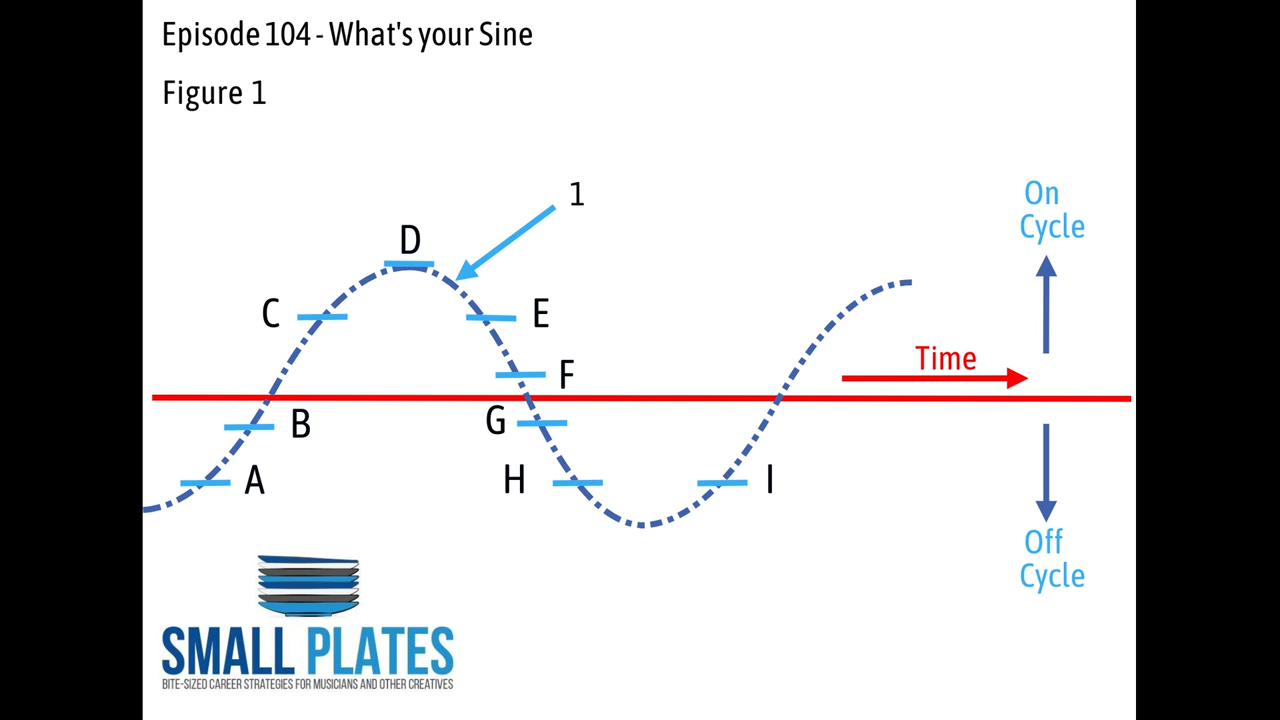 Episode 104 - What's your Sine
Figure 1
1
On
Cycle
D
C
E
Time
F
B
G
A
H
I
Off
Cycle
SMALL PLATES
BITE-SIZED CAREER STRATEGIES FOR MUSICIANS AND OTHER CREATIVES